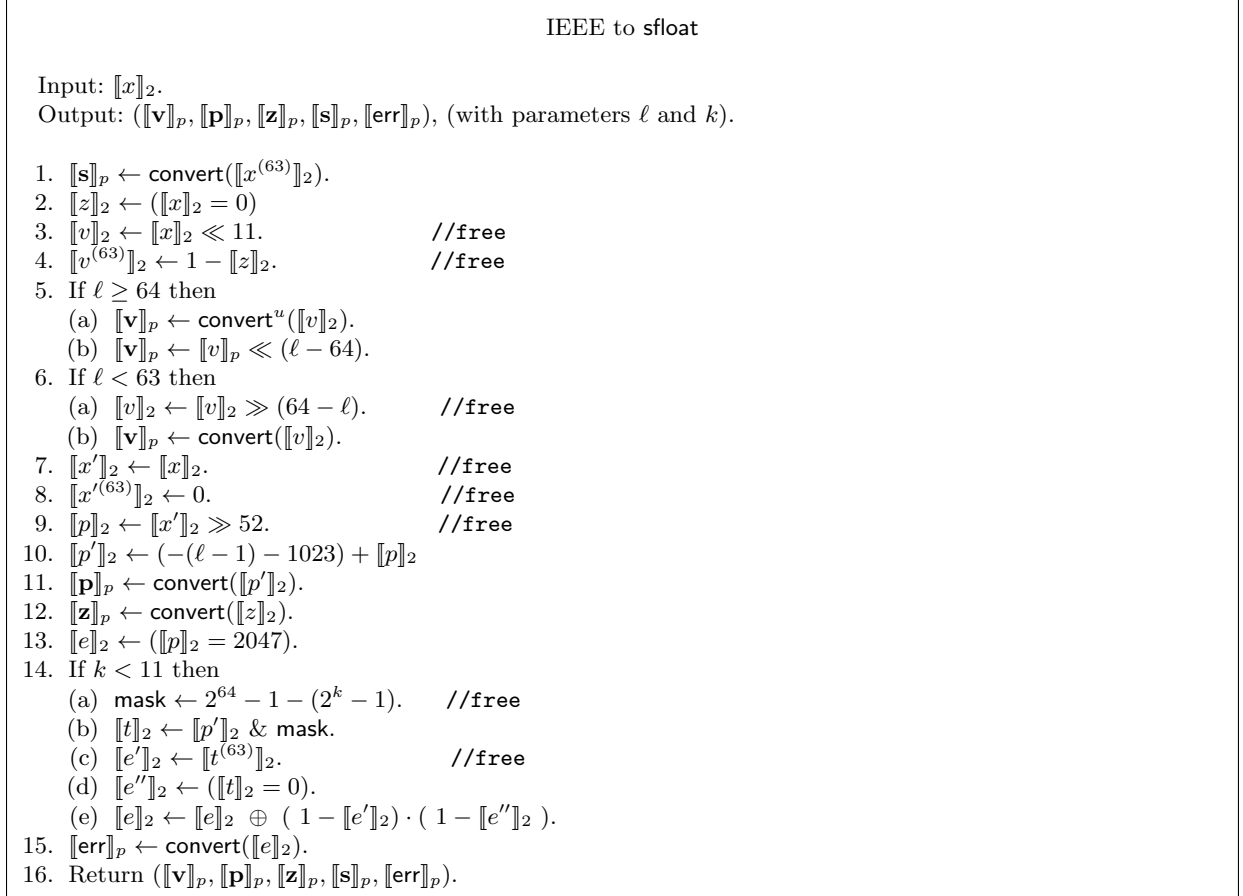 IEEE to sfloat
Input: ⟦x⟧₂.
Output: (⟦𝐯⟧ₚ, ⟦𝐩⟧ₚ, ⟦𝐳⟧ₚ, ⟦𝐬⟧ₚ, ⟦err⟧ₚ), (with parameters ℓ and k).
1. ⟦𝐬⟧ₚ ← convert(⟦x⁽⁶³⁾⟧₂).
2. ⟦z⟧₂ ← (⟦x⟧₂ = 0)
3. ⟦v⟧₂ ← ⟦x⟧₂ ≪ 11. //free
4. ⟦v⁽⁶³⁾⟧₂ ← 1 − ⟦z⟧₂. //free
5. If ℓ ≥ 64 then
(a) ⟦𝐯⟧ₚ ← convertᵘ(⟦v⟧₂).
(b) ⟦𝐯⟧ₚ ← ⟦v⟧ₚ ≪ (ℓ − 64).
6. If ℓ < 63 then
(a) ⟦v⟧₂ ← ⟦v⟧₂ ≫ (64 − ℓ). //free
(b) ⟦𝐯⟧ₚ ← convert(⟦v⟧₂).
7. ⟦x′⟧₂ ← ⟦x⟧₂. //free
8. ⟦x′⁽⁶³⁾⟧₂ ← 0. //free
9. ⟦p⟧₂ ← ⟦x′⟧₂ ≫ 52. //free
10. ⟦p′⟧₂ ← (−(ℓ − 1) − 1023) + ⟦p⟧₂
11. ⟦𝐩⟧ₚ ← convert(⟦p′⟧₂).
12. ⟦𝐳⟧ₚ ← convert(⟦z⟧₂).
13. ⟦e⟧₂ ← (⟦p⟧₂ = 2047).
14. If k < 11 then
(a) mask ← 2⁶⁴ − 1 − (2ᵏ − 1). //free
(b) ⟦t⟧₂ ← ⟦p′⟧₂ & mask.
(c) ⟦e′⟧₂ ← ⟦t⁽⁶³⁾⟧₂. //free
(d) ⟦e′′⟧₂ ← (⟦t⟧₂ = 0).
(e) ⟦e⟧₂ ← ⟦e⟧₂ ⊕ ( 1 − ⟦e′⟧₂) · ( 1 − ⟦e′′⟧₂ ).
15. ⟦err⟧ₚ ← convert(⟦e⟧₂).
16. Return (⟦𝐯⟧ₚ, ⟦𝐩⟧ₚ, ⟦𝐳⟧ₚ, ⟦𝐬⟧ₚ, ⟦err⟧ₚ).